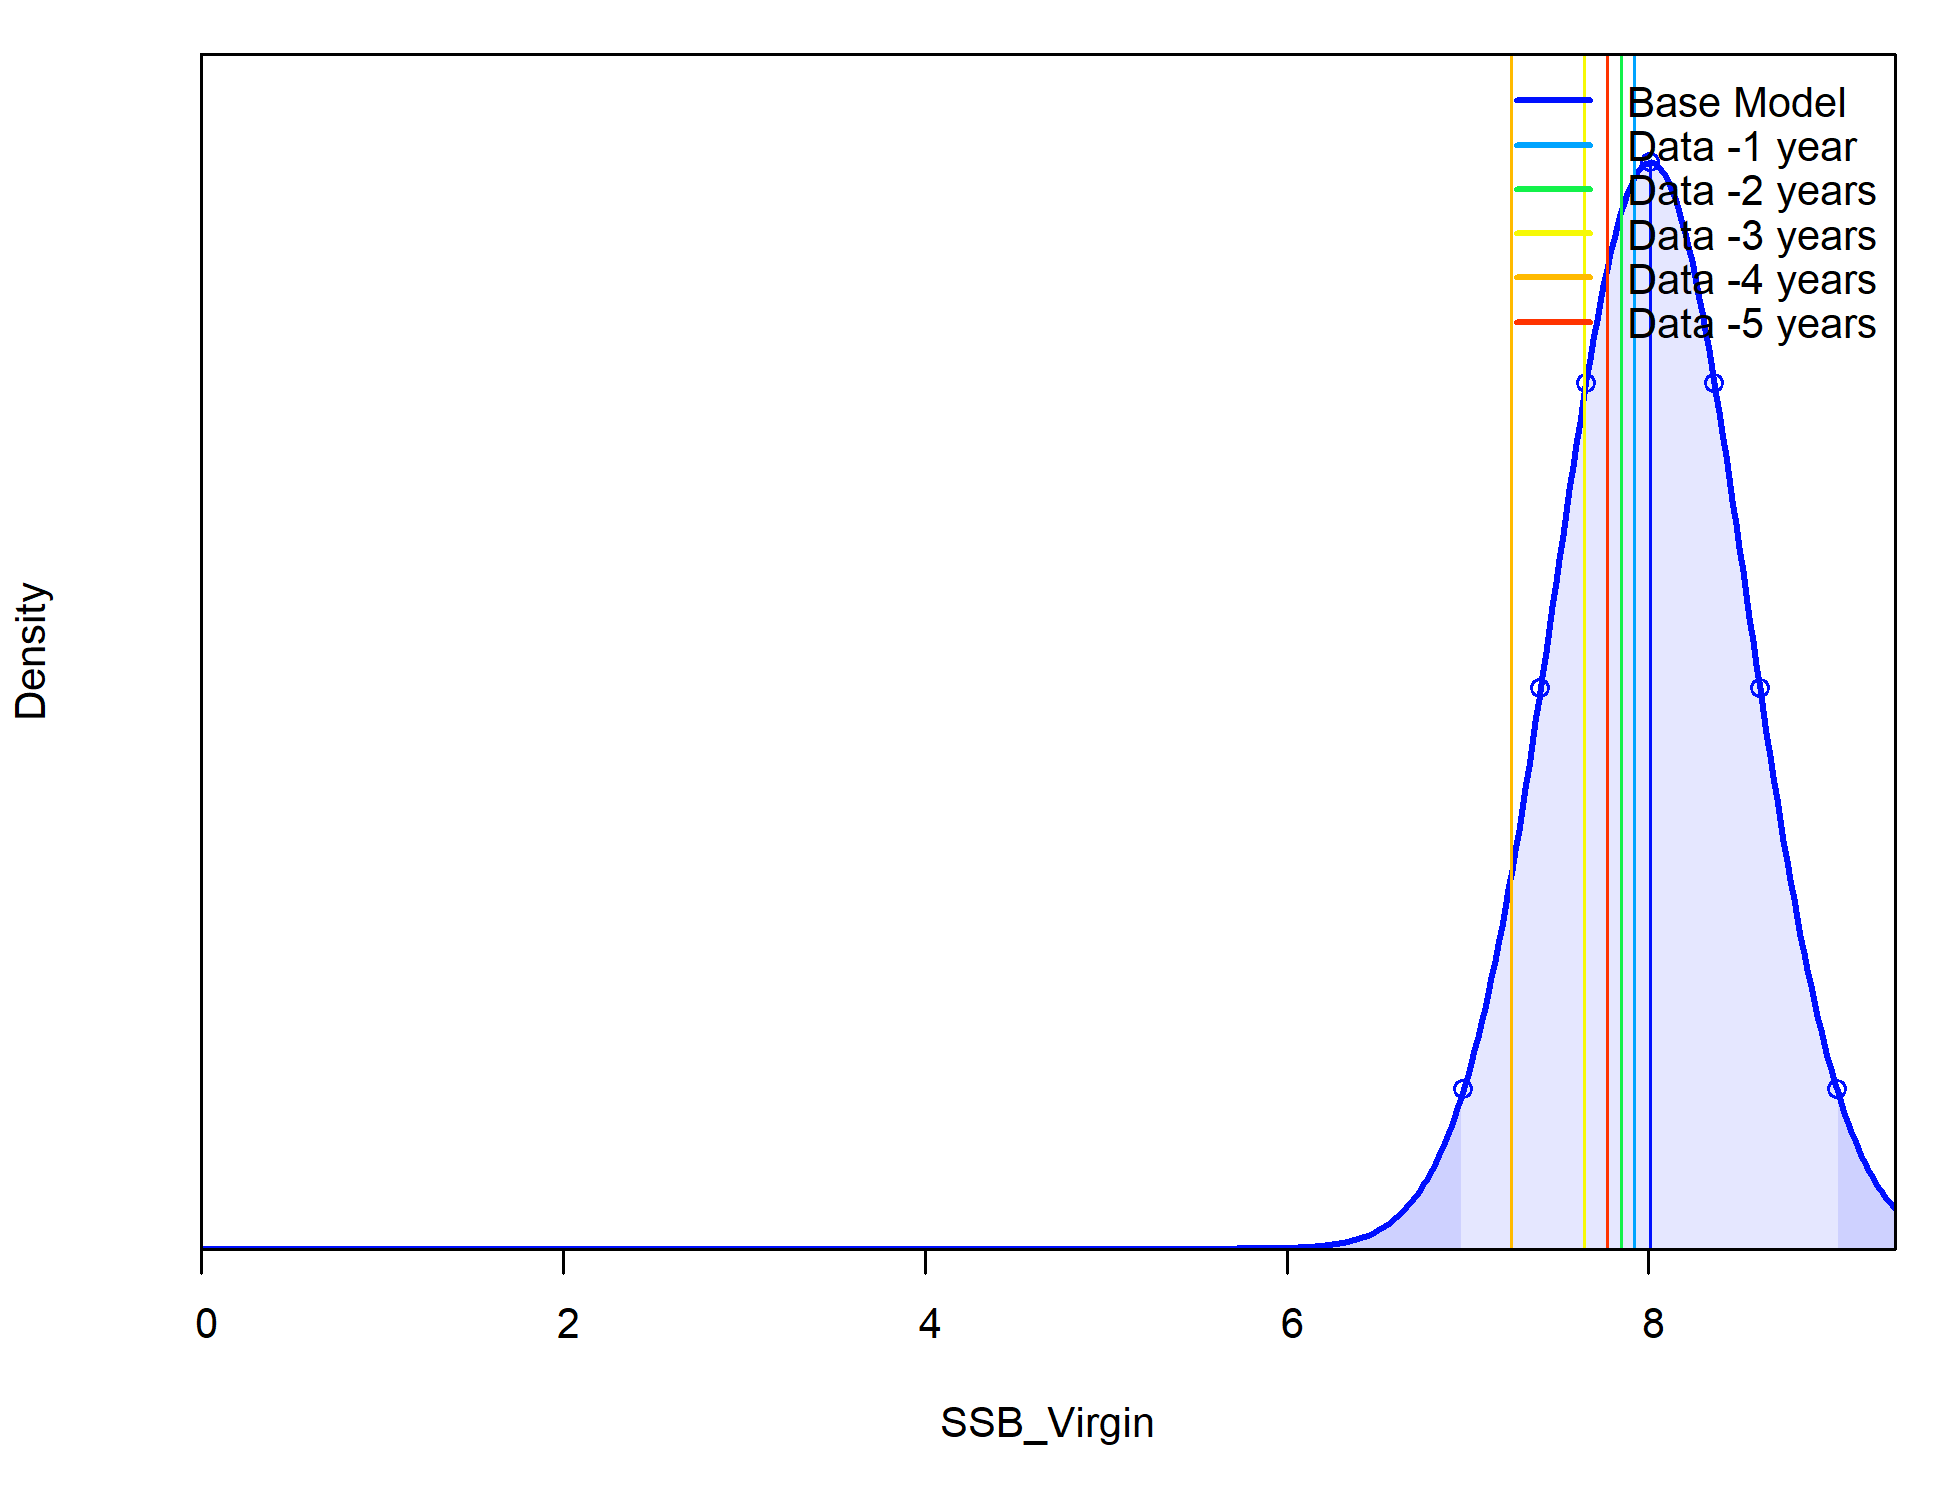 Base Model
Data -1 year
Data -2 years
Data -3 years
Data -4 years
Data -5 years
Density
0 2 4 6 8
SSB_Virgin